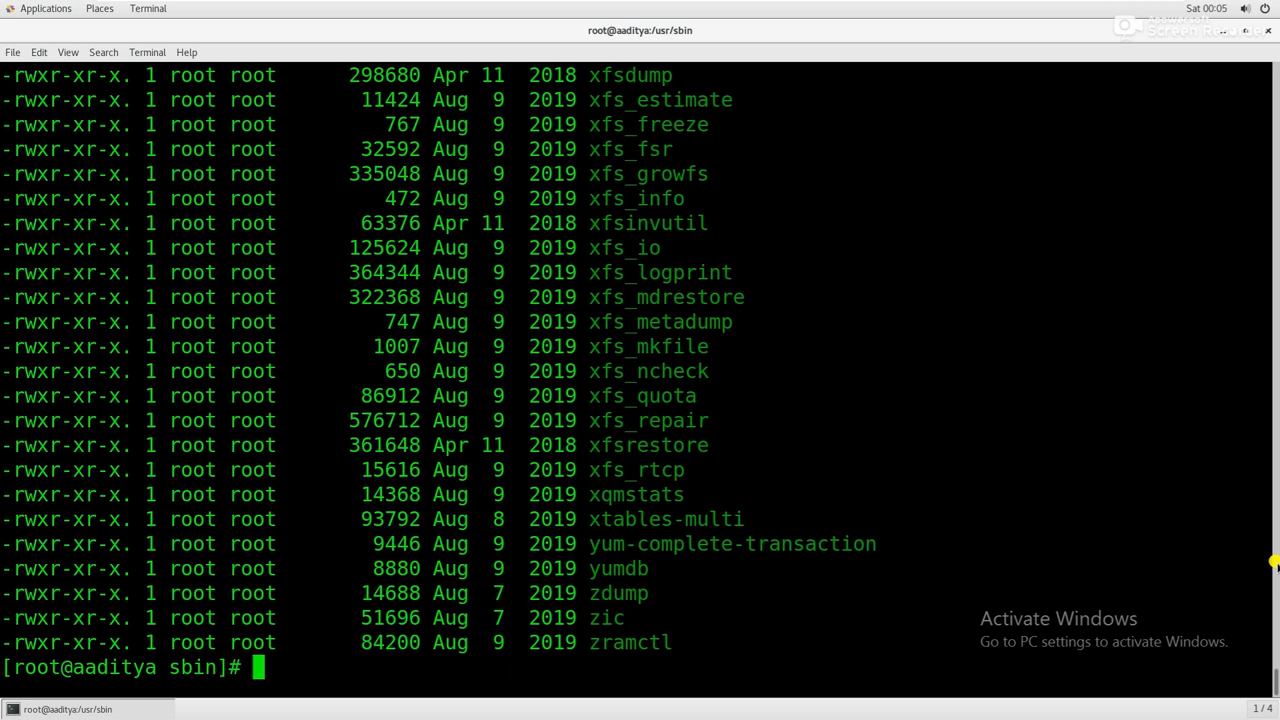 Applications Places Terminal Sat 00:05
root@aaditya:/usr/sbin
Screen Recorder
File Edit View Search Terminal Help
-rwxr-xr-x. 1 root root 298680 Apr 11 2018 xfsdump
-rwxr-xr-x. 1 root root 11424 Aug 9 2019 xfs_estimate
-rwxr-xr-x. 1 root root 767 Aug 9 2019 xfs_freeze
-rwxr-xr-x. 1 root root 32592 Aug 9 2019 xfs_fsr
-rwxr-xr-x. 1 root root 335048 Aug 9 2019 xfs_growfs
-rwxr-xr-x. 1 root root 472 Aug 9 2019 xfs_info
-rwxr-xr-x. 1 root root 63376 Apr 11 2018 xfsinvutil
-rwxr-xr-x. 1 root root 125624 Aug 9 2019 xfs_io
-rwxr-xr-x. 1 root root 364344 Aug 9 2019 xfs_logprint
-rwxr-xr-x. 1 root root 322368 Aug 9 2019 xfs_mdrestore
-rwxr-xr-x. 1 root root 747 Aug 9 2019 xfs_metadump
-rwxr-xr-x. 1 root root 1007 Aug 9 2019 xfs_mkfile
-rwxr-xr-x. 1 root root 650 Aug 9 2019 xfs_ncheck
-rwxr-xr-x. 1 root root 86912 Aug 9 2019 xfs_quota
-rwxr-xr-x. 1 root root 576712 Aug 9 2019 xfs_repair
-rwxr-xr-x. 1 root root 361648 Apr 11 2018 xfsrestore
-rwxr-xr-x. 1 root root 15616 Aug 9 2019 xfs_rtcp
-rwxr-xr-x. 1 root root 14368 Aug 9 2019 xqmstats
-rwxr-xr-x. 1 root root 93792 Aug 8 2019 xtables-multi
-rwxr-xr-x. 1 root root 9446 Aug 9 2019 yum-complete-transaction
-rwxr-xr-x. 1 root root 8880 Aug 9 2019 yumdb
-rwxr-xr-x. 1 root root 14688 Aug 7 2019 zdump
-rwxr-xr-x. 1 root root 51696 Aug 7 2019 zic
-rwxr-xr-x. 1 root root 84200 Aug 9 2019 zramctl
[root@aaditya sbin]#
Activate Windows
Go to PC settings to activate Windows.
root@aaditya:/usr/sbin 1 / 4